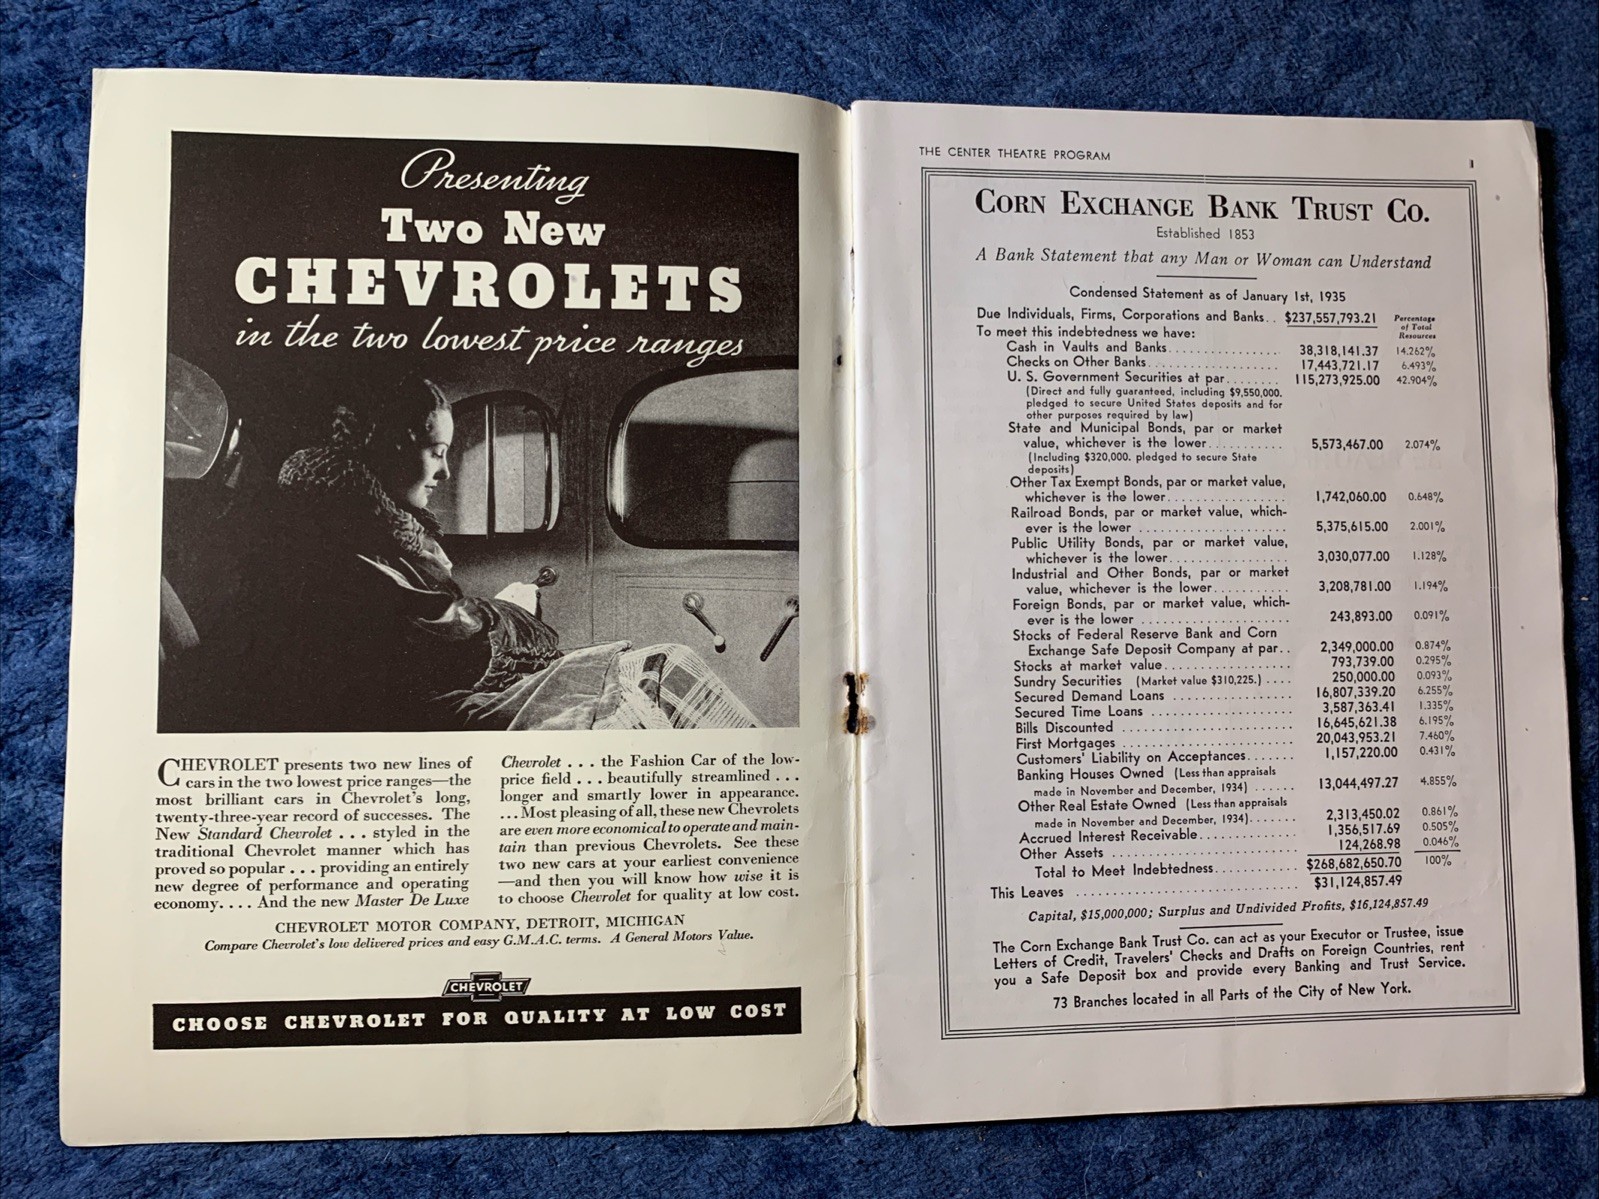 Presenting
Two New
CHEVROLETS
in the two lowest price ranges
CHEVROLET presents two new lines of
cars in the two lowest price ranges—the
most brilliant cars in Chevrolet's long,
twenty-three-year record of successes. The
New Standard Chevrolet . . . styled in the
traditional Chevrolet manner which has
proved so popular . . . providing an entirely
new degree of performance and operating
economy. . . . And the new Master De Luxe
Chevrolet . . . the Fashion Car of the low-
price field . . . beautifully streamlined . . .
longer and smartly lower in appearance.
. . . Most pleasing of all, these new Chevrolets
are even more economical to operate and main-
tain than previous Chevrolets. See these
two new cars at your earliest convenience
—and then you will know how wise it is
to choose Chevrolet for quality at low cost.
CHEVROLET MOTOR COMPANY, DETROIT, MICHIGAN
Compare Chevrolet's low delivered prices and easy G.M.A.C. terms. A General Motors Value.
CHEVROLET
CHOOSE CHEVROLET FOR QUALITY AT LOW COST
THE CENTER THEATRE PROGRAM 1
CORN EXCHANGE BANK TRUST CO.
Established 1853
A Bank Statement that any Man or Woman can Understand
Condensed Statement as of January 1st, 1935
Due Individuals, Firms, Corporations and Banks.. $237,557,793.21
Percentage
of Total
Resources
To meet this indebtedness we have:
Cash in Vaults and Banks................ 38,318,141.37 14.262%
Checks on Other Banks................... 17,443,721.17 6.493%
U. S. Government Securities at par........ 115,273,925.00 42.904%
(Direct and fully guaranteed, including $9,550,000.
pledged to secure United States deposits and for
other purposes required by law)
State and Municipal Bonds, par or market
value, whichever is the lower........... 5,573,467.00 2.074%
(Including $320,000. pledged to secure State
deposits)
Other Tax Exempt Bonds, par or market value,
whichever is the lower................. 1,742,060.00 0.648%
Railroad Bonds, par or market value, which-
ever is the lower ...................... 5,375,615.00 2.001%
Public Utility Bonds, par or market value,
whichever is the lower................. 3,030,077.00 1.128%
Industrial and Other Bonds, par or market
value, whichever is the lower........... 3,208,781.00 1.194%
Foreign Bonds, par or market value, which-
ever is the lower ...................... 243,893.00 0.091%
Stocks of Federal Reserve Bank and Corn
Exchange Safe Deposit Company at par.. 2,349,000.00 0.874%
Stocks at market value................... 793,739.00 0.295%
Sundry Securities (Market value $310,225.) .... 250,000.00 0.093%
Secured Demand Loans .................. 16,807,339.20 6.255%
Secured Time Loans ..................... 3,587,363.41 1.335%
Bills Discounted ......................... 16,645,621.38 6.195%
First Mortgages ......................... 20,043,953.21 7.460%
Customers' Liability on Acceptances....... 1,157,220.00 0.431%
Banking Houses Owned (Less than appraisals
made in November and December, 1934) ...... 13,044,497.27 4.855%
Other Real Estate Owned (Less than appraisals
made in November and December, 1934)....... 2,313,450.02 0.861%
Accrued Interest Receivable.............. 1,356,517.69 0.505%
Other Assets ........................... 124,268.98 0.046%
Total to Meet Indebtedness............ $268,682,650.70 100%
This Leaves ............................... $31,124,857.49
Capital, $15,000,000; Surplus and Undivided Profits, $16,124,857.49
The Corn Exchange Bank Trust Co. can act as your Executor or Trustee, issue
Letters of Credit, Travelers' Checks and Drafts on Foreign Countries, rent
you a Safe Deposit box and provide every Banking and Trust Service.
73 Branches located in all Parts of the City of New York.